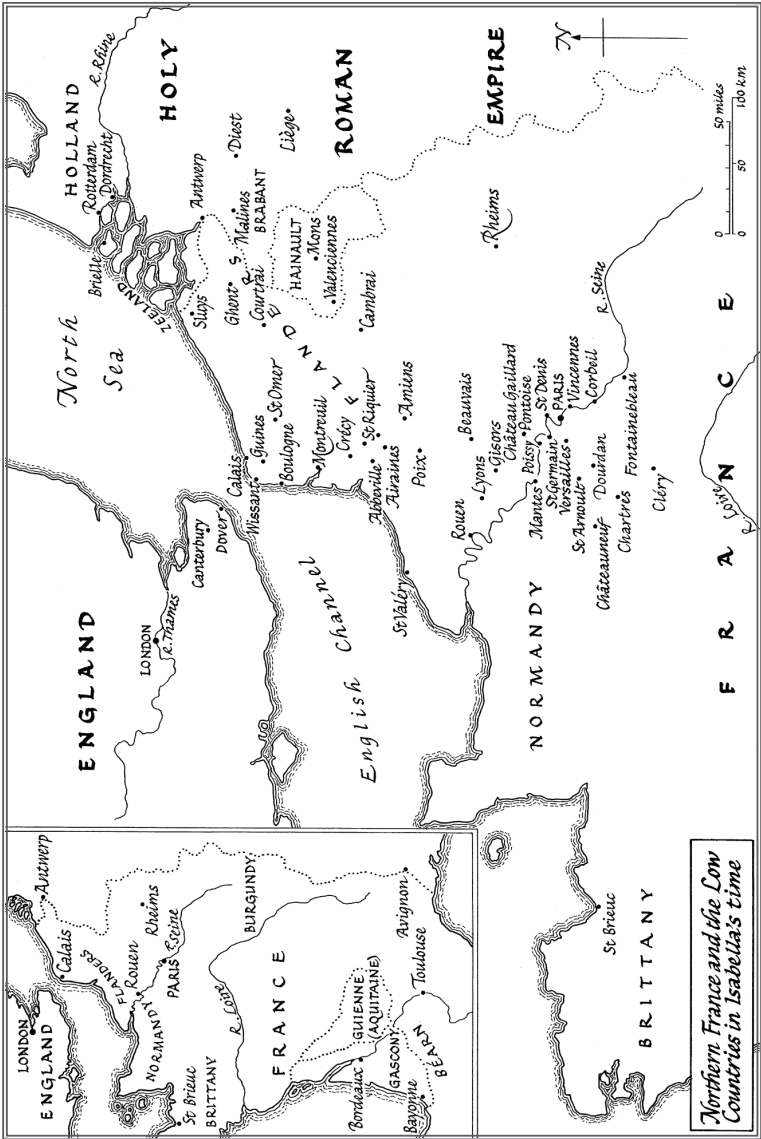 HOLLAND
R. Rhine
HOLY
ROMAN
EMPIRE
N
Rotterdam
Dordrecht
Brielle
ZEELAND
North
Sea
Antwerp
Diest
Liège
Sluys
Ghent
Malines
BRABANT
Courtrai
FLANDERS
HAINAULT
Mons
Valenciennes
Cambrai
Rheims
50 miles
100 km
50
0
0
ENGLAND
LONDON
R. Thames
Canterbury
Dover
Calais
Wissant
Guines
Boulogne
St Omer
Montreuil
Crécy
St Riquier
Abbeville
Airaines
Amiens
Poix
English Channel
St Valéry
Rouen
Beauvais
Lyons
Gisors
Château Gaillard
Pontoise
St Denis
PARIS
Vincennes
Corbeil
Poissy
Mantes
St Germain
Versailles
St Arnoult
Dourdan
Fontainebleau
Châteauneuf
Chartres
Cléry
R. Seine
R. Loire
NORMANDY
FRANCE
St Brieuc
BRITTANY
LONDON
ENGLAND
Antwerp
Calais
FLANDERS
Rouen
Rheims
NORMANDY
PARIS
R. Seine
St Brieuc
BRITTANY
R. Loire
BURGUNDY
FRANCE
GUIENNE
(AQUITAINE)
Bordeaux
GASCONY
Bayonne
BEARN
Toulouse
Avignon
Northern France and the Low
Countries in Isabella's time